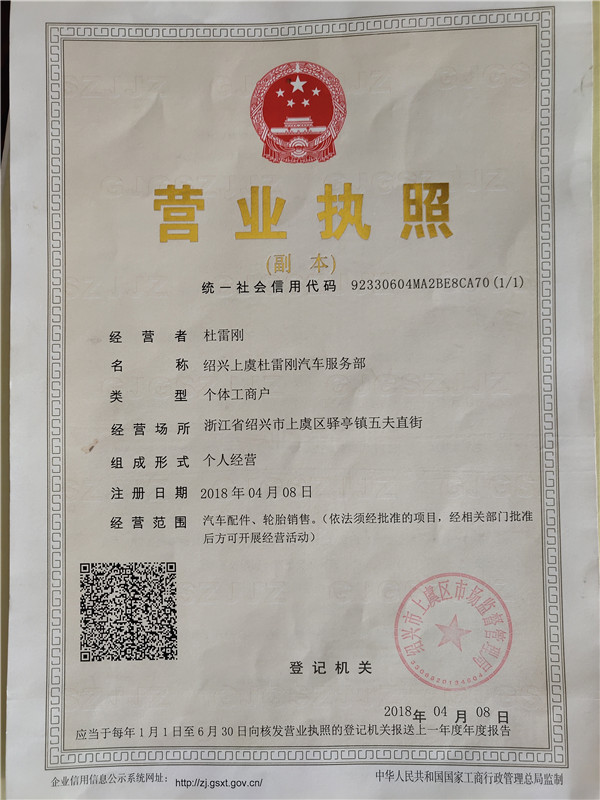 营业执照
(副 本)
统一社会信用代码 92330604MA2BE8CA70(1/1)
经营者 杜雷刚
名称 绍兴上虞杜雷刚汽车服务部
类型 个体工商户
经营场所 浙江省绍兴市上虞区驿亭镇五夫直街
组成形式 个人经营
注册日期 2018年04月08日
经营范围 汽车配件、轮胎销售。(依法须经批准的项目，经相关部门批准
后方可开展经营活动)
绍兴市上虞区市场监督管理局
登记机关
2018年 04月 08日
应当于每年1月1日至6月30日向核发营业执照的登记机关报送上一年度年度报告
企业信用信息公示系统网址： http://zj.gsxt.gov.cn/
中华人民共和国国家工商行政管理总局监制